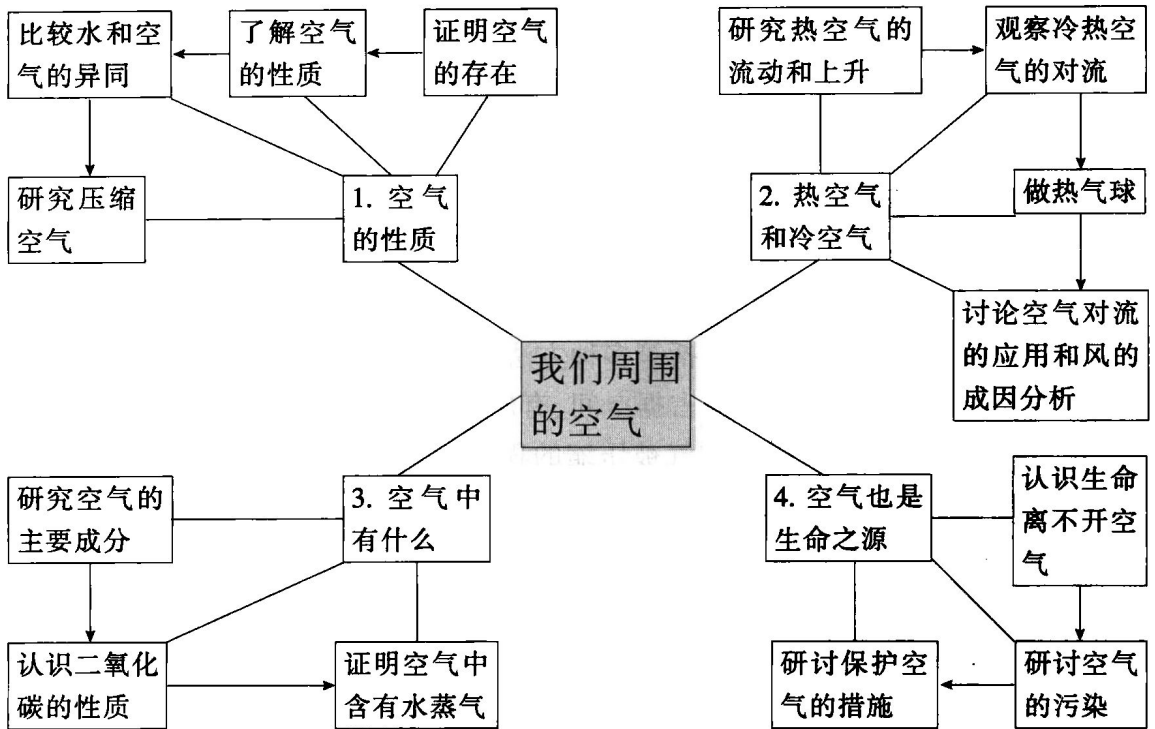 比较水和空
气的异同
了解空气
的性质
证明空气
的存在
研究压缩
空气
1. 空气
的性质
研究热空气的
流动和上升
观察冷热空
气的对流
2. 热空气
和冷空气
做热气球
讨论空气对流
的应用和风的
成因分析
我们周围
的空气
研究空气的
主要成分
3. 空气中
有什么
认识二氧化
碳的性质
证明空气中
含有水蒸气
4. 空气也是
生命之源
认识生命
离不开空
气
研讨保护空
气的措施
研讨空气
的污染